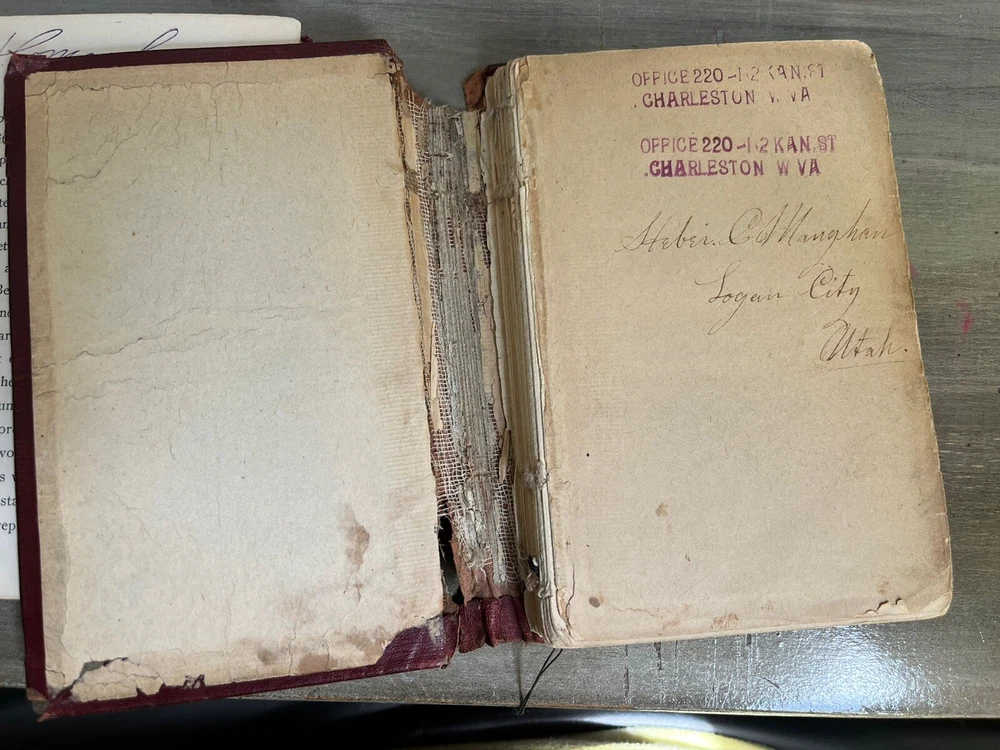 OFFICE 220-1-2 KAN. ST
CHARLESTON W VA
OFFICE 220-1-2 KAN. ST
.CHARLESTON W VA
Heber. C. Maughan
Logan City
Utah.